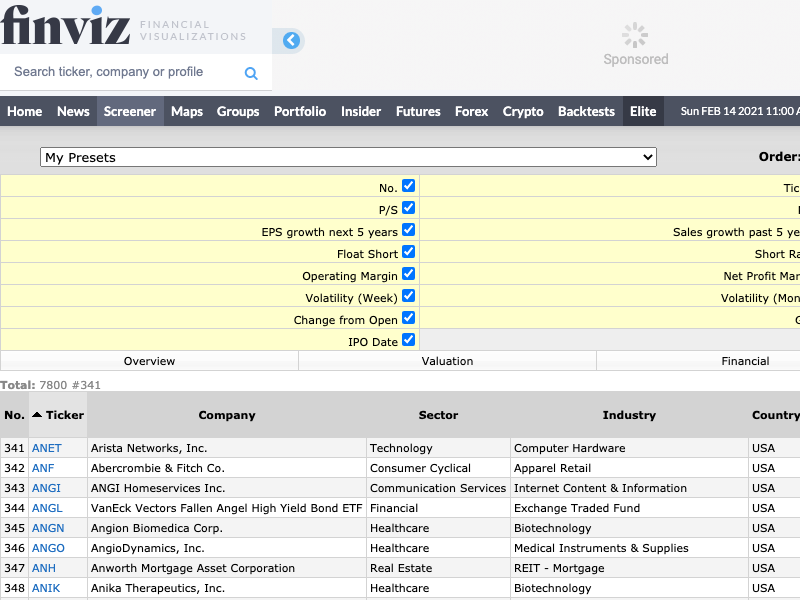 finviz FINANCIAL VISUALIZATIONS
Search ticker, company or profile
Sponsored
Home News Screener Maps Groups Portfolio Insider Futures Forex Crypto Backtests Elite Sun FEB 14 2021 11:00 A
My Presets Order:
No. Tic
P/S
EPS growth next 5 years Sales growth past 5 ye
Float Short Short Ra
Operating Margin Net Profit Mar
Volatility (Week) Volatility (Mon
Change from Open G
IPO Date
Overview Valuation Financial
Total: 7800 #341
No. Ticker Company Sector Industry Country
341 ANET Arista Networks, Inc. Technology Computer Hardware USA
342 ANF Abercrombie & Fitch Co. Consumer Cyclical Apparel Retail USA
343 ANGI ANGI Homeservices Inc. Communication Services Internet Content & Information USA
344 ANGL VanEck Vectors Fallen Angel High Yield Bond ETF Financial Exchange Traded Fund USA
345 ANGN Angion Biomedica Corp. Healthcare Biotechnology USA
346 ANGO AngioDynamics, Inc. Healthcare Medical Instruments & Supplies USA
347 ANH Anworth Mortgage Asset Corporation Real Estate REIT - Mortgage USA
348 ANIK Anika Therapeutics, Inc. Healthcare Biotechnology USA